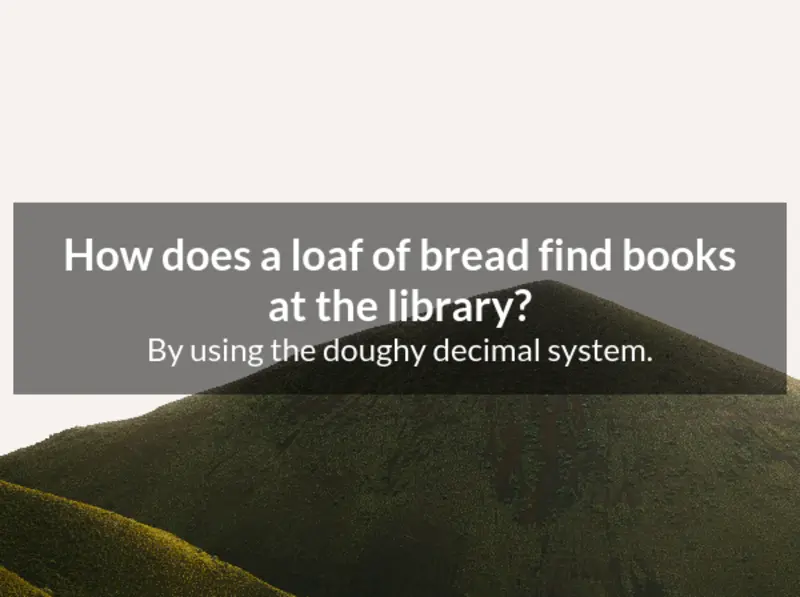 How does a loaf of bread find books
at the library?
By using the doughy decimal system.